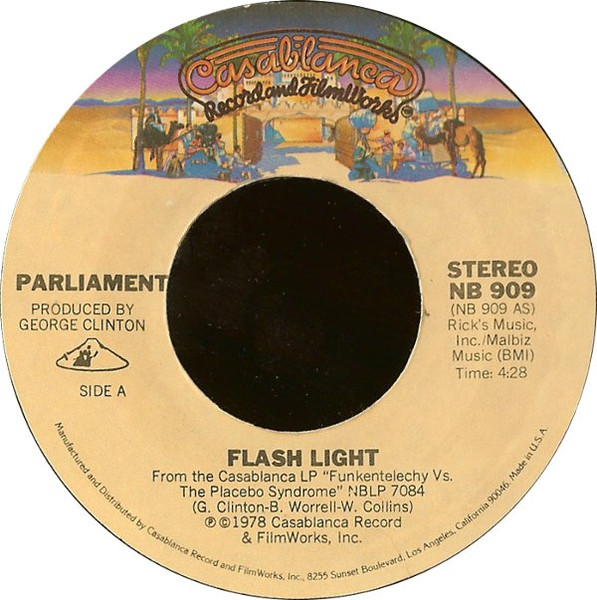 Casablanca
Record and FilmWorks
PARLIAMENT
PRODUCED BY
GEORGE CLINTON
SIDE A
STEREO
NB 909
(NB 909 AS)
Rick's Music,
Inc./Malbiz
Music (BMI)
Time: 4:28
FLASH LIGHT
From the Casablanca LP "Funkentelechy Vs.
The Placebo Syndrome" NBLP 7084
(G. Clinton-B. Worrell-W. Collins)
℗©1978 Casablanca Record
& FilmWorks, Inc.
Manufactured and Distributed by Casablanca Record and FilmWorks, Inc., 8255 Sunset Boulevard, Los Angeles, California 90046. Made in U.S.A.